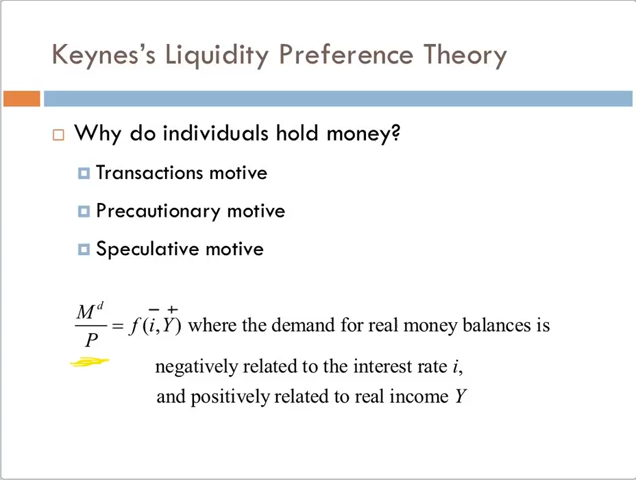 Keynes's Liquidity Preference Theory
Why do individuals hold money?
Transactions motive
Precautionary motive
Speculative motive
M^d/P = f(i, Y) where the demand for real money balances is
− +
negatively related to the interest rate i,
and positively related to real income Y